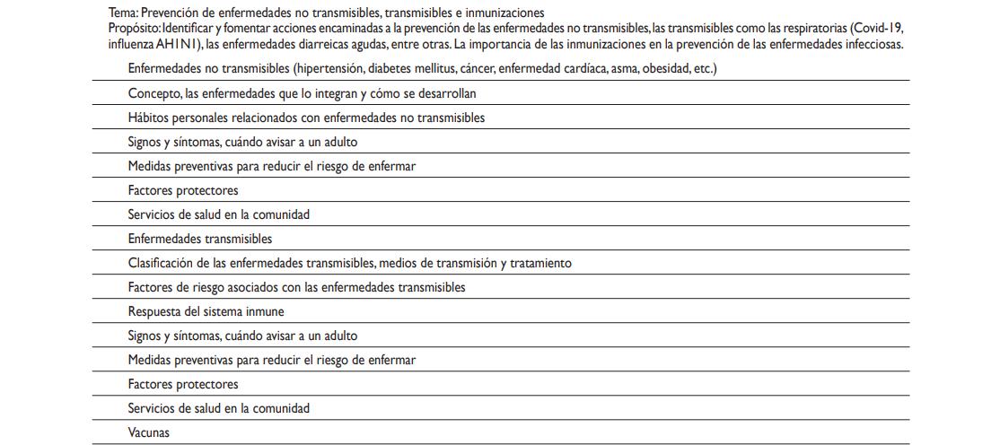 Tema: Prevención de enfermedades no transmisibles, transmisibles e inmunizaciones
Propósito: Identificar y fomentar acciones encaminadas a la prevención de las enfermedades no transmisibles, las transmisibles como las respiratorias (Covid-19,
influenza AH1N1), las enfermedades diarreicas agudas, entre otras. La importancia de las inmunizaciones en la prevención de las enfermedades infecciosas.
Enfermedades no transmisibles (hipertensión, diabetes mellitus, cáncer, enfermedad cardíaca, asma, obesidad, etc.)
Concepto, las enfermedades que lo integran y cómo se desarrollan
Hábitos personales relacionados con enfermedades no transmisibles
Signos y síntomas, cuándo avisar a un adulto
Medidas preventivas para reducir el riesgo de enfermar
Factores protectores
Servicios de salud en la comunidad
Enfermedades transmisibles
Clasificación de las enfermedades transmisibles, medios de transmisión y tratamiento
Factores de riesgo asociados con las enfermedades transmisibles
Respuesta del sistema inmune
Signos y síntomas, cuándo avisar a un adulto
Medidas preventivas para reducir el riesgo de enfermar
Factores protectores
Servicios de salud en la comunidad
Vacunas